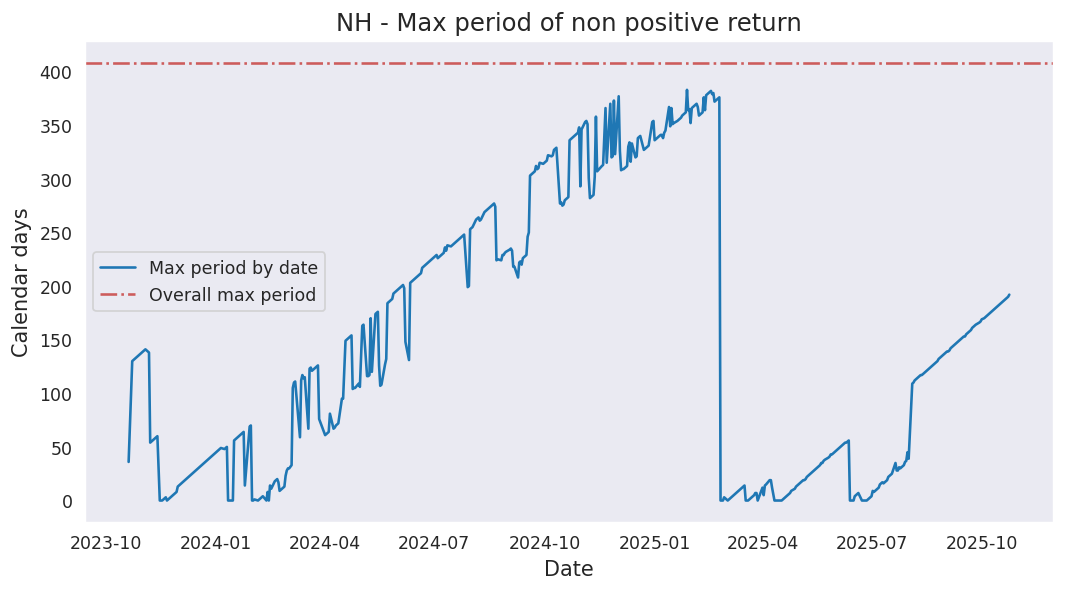 NH - Max period of non positive return
Calendar days
400
350
300
250
200
150
100
50
0
Max period by date
Overall max period
2023-10 2024-01 2024-04 2024-07 2024-10 2025-01 2025-04 2025-07 2025-10
Date